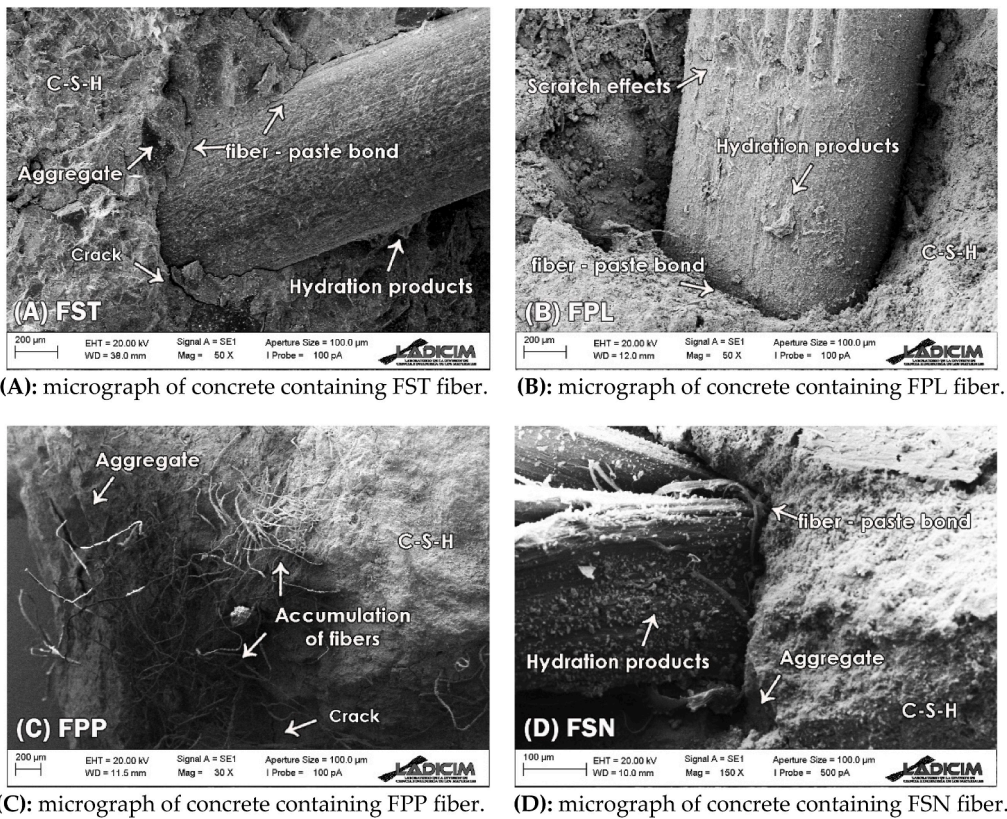 C-S-H
fiber - paste bond
Aggregate
Crack
Hydration products
(A) FST
200 µm
EHT = 20.00 kV
WD = 38.0 mm
Signal A = SE1
Mag = 50 X
Aperture Size = 100.0 µm
I Probe = 100 pA
LADICIM
(A): micrograph of concrete containing FST fiber.
Scratch effects
Hydration products
C-S-H
fiber - paste bond
(B) FPL
200 µm
EHT = 20.00 kV
WD = 12.0 mm
Signal A = SE1
Mag = 50 X
Aperture Size = 100.0 µm
I Probe = 100 pA
LADICIM
(B): micrograph of concrete containing FPL fiber.
Aggregate
C-S-H
Accumulation
of fibers
Crack
(C) FPP
200 µm
EHT = 20.00 kV
WD = 11.5 mm
Signal A = SE1
Mag = 30 X
Aperture Size = 100.0 µm
I Probe = 100 pA
LADICIM
(C): micrograph of concrete containing FPP fiber.
fiber - paste bond
Hydration products
Aggregate
C-S-H
(D) FSN
100 µm
EHT = 20.00 kV
WD = 10.0 mm
Signal A = SE1
Mag = 150 X
Aperture Size = 100.0 µm
I Probe = 500 pA
LADICIM
(D): micrograph of concrete containing FSN fiber.